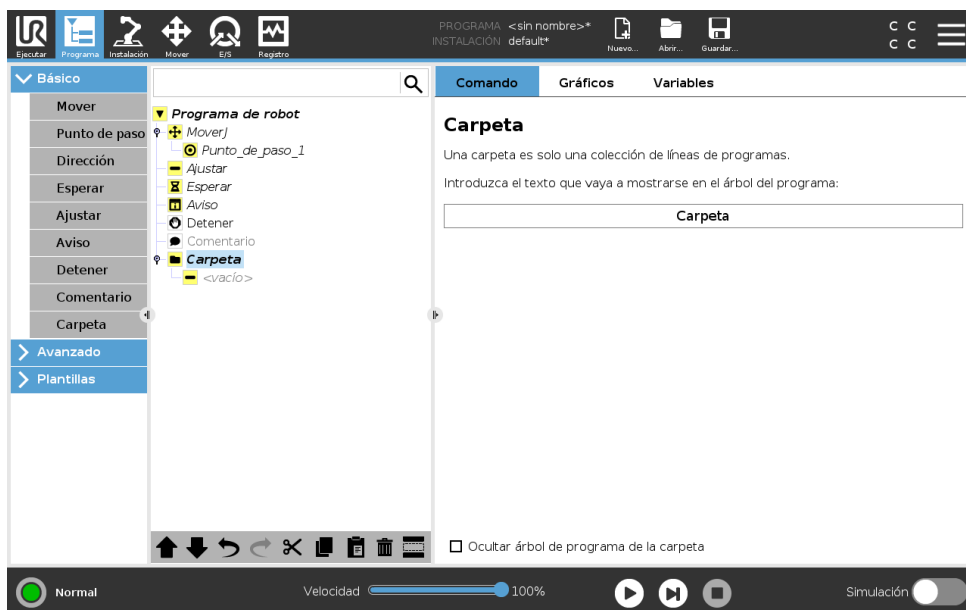 UR
PROGRAMA <sin nombre>*
INSTALACIÓN default*
Ejecutar Programa Instalación Mover E/S Registro
Nuevo... Abrir... Guardar...
C C
C C
Básico
Mover
Punto de paso
Dirección
Esperar
Ajustar
Aviso
Detener
Comentario
Carpeta
Avanzado
Plantillas
Programa de robot
MoverJ
Punto_de_paso_1
Ajustar
Esperar
Aviso
Detener
Comentario
Carpeta
<vacío>
Comando Gráficos Variables
Carpeta
Una carpeta es solo una colección de líneas de programas.
Introduzca el texto que vaya a mostrarse en el árbol del programa:
Carpeta
Ocultar árbol de programa de la carpeta
Normal
Velocidad 100%
Simulación